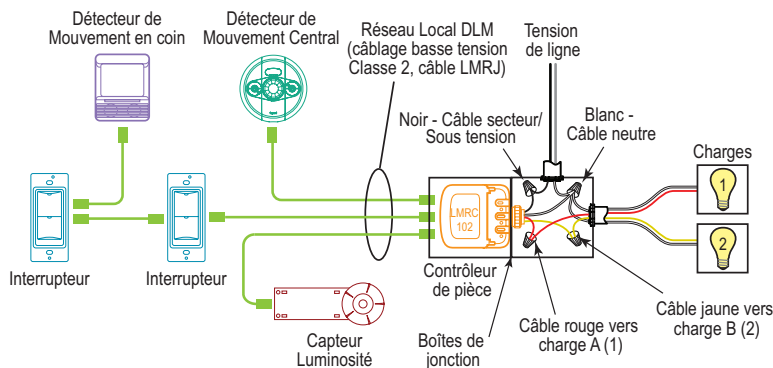 Détecteur de
Mouvement en coin
Détecteur de
Mouvement Central
Réseau Local DLM
(câblage basse tension
Classe 2, câble LMRJ)
Tension
de ligne
Noir - Câble secteur/
Sous tension
Blanc -
Câble neutre
Charges
1
2
LMRC
102
Interrupteur
Interrupteur
Contrôleur
de pièce
Capteur
Luminosité
Boîtes de
jonction
Câble rouge vers
charge A (1)
Câble jaune vers
charge B (2)